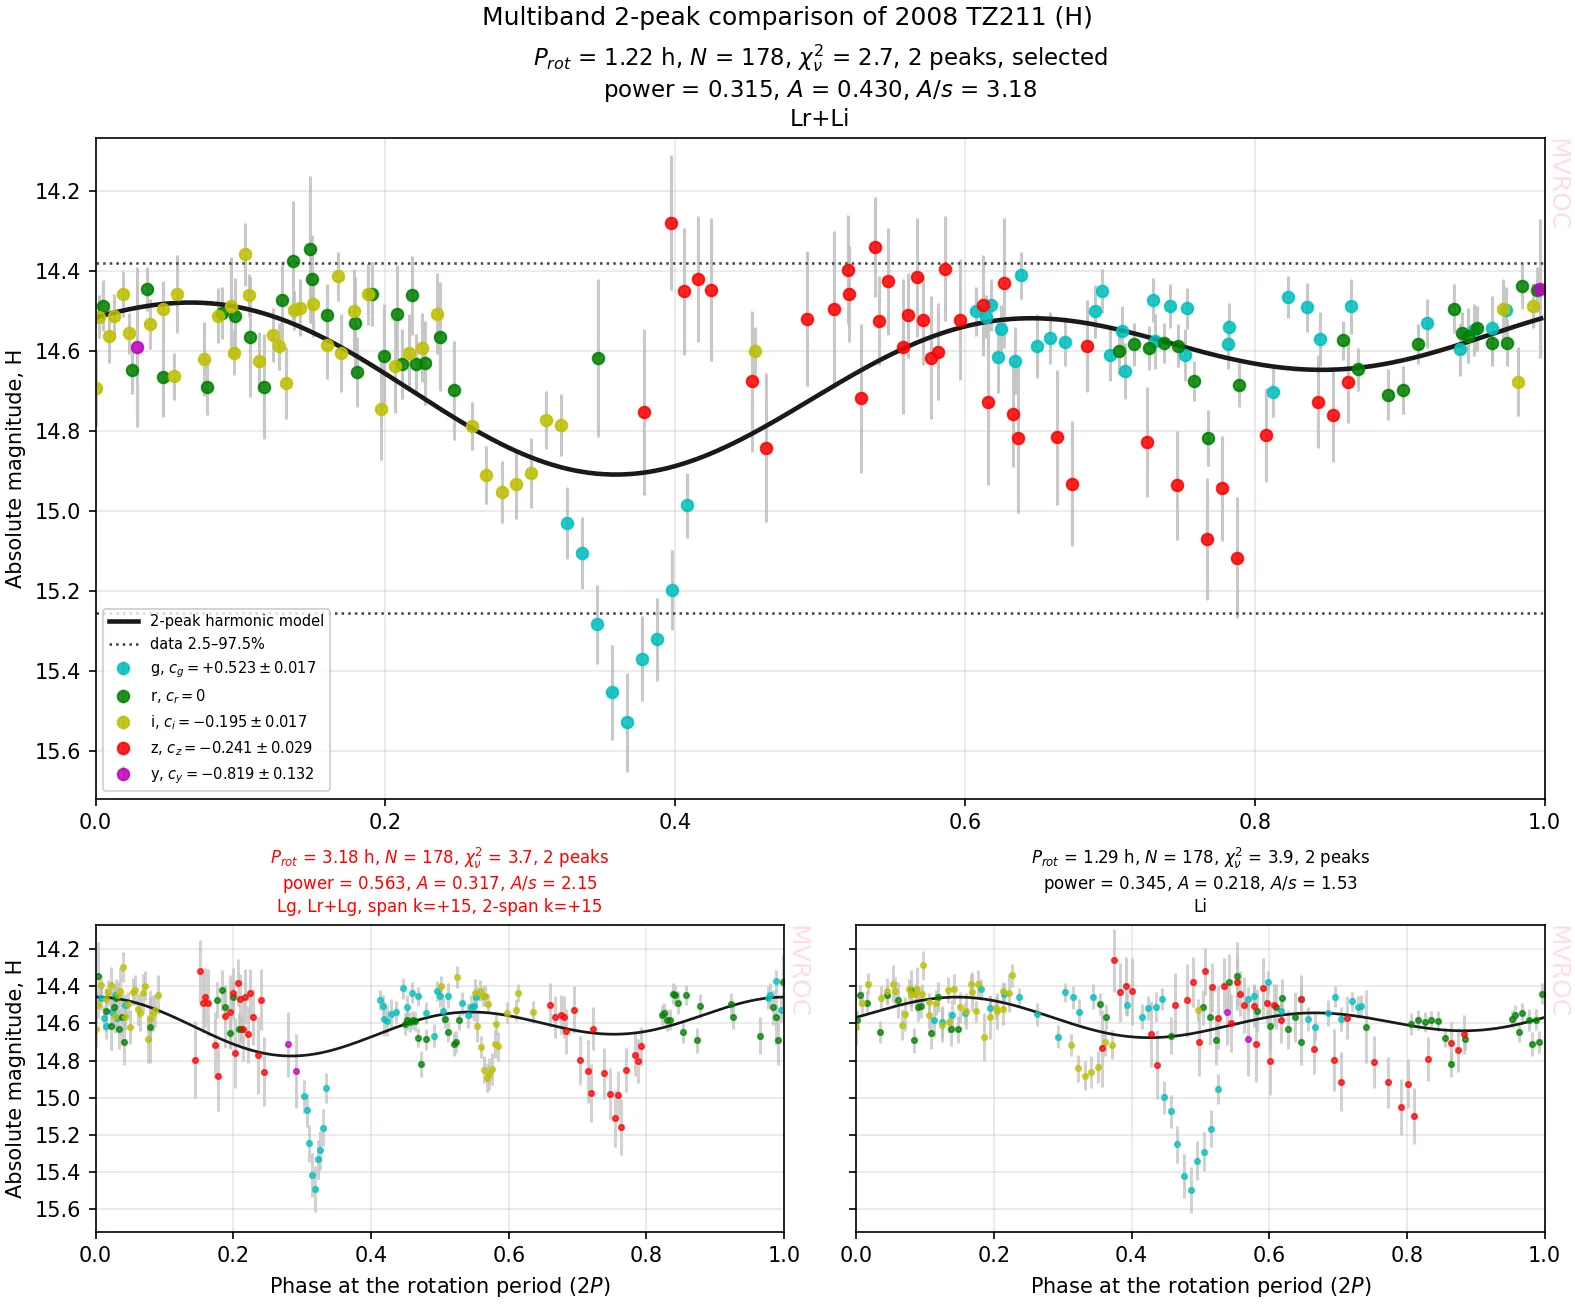 Multiband 2-peak comparison of 2008 TZ211 (H)
P_rot = 1.22 h, N = 178, χ²_ν = 2.7, 2 peaks, selected
power = 0.315, A = 0.430, A/s = 3.18
Lr+Li
Absolute magnitude, H
14.2
14.4
14.6
14.8
15.0
15.2
15.4
15.6
2-peak harmonic model
data 2.5–97.5%
g, c_g = +0.523 ± 0.017
r, c_r = 0
i, c_i = −0.195 ± 0.017
z, c_z = −0.241 ± 0.029
y, c_y = −0.819 ± 0.132
0.0 0.2 0.4 0.6 0.8 1.0
MVROC
P_rot = 3.18 h, N = 178, χ²_ν = 3.7, 2 peaks
power = 0.563, A = 0.317, A/s = 2.15
Lg, Lr+Lg, span k=+15, 2-span k=+15
Absolute magnitude, H
14.2
14.4
14.6
14.8
15.0
15.2
15.4
15.6
0.0 0.2 0.4 0.6 0.8 1.0
Phase at the rotation period (2P)
MVROC
P_rot = 1.29 h, N = 178, χ²_ν = 3.9, 2 peaks
power = 0.345, A = 0.218, A/s = 1.53
Li
0.0 0.2 0.4 0.6 0.8 1.0
Phase at the rotation period (2P)
MVROC